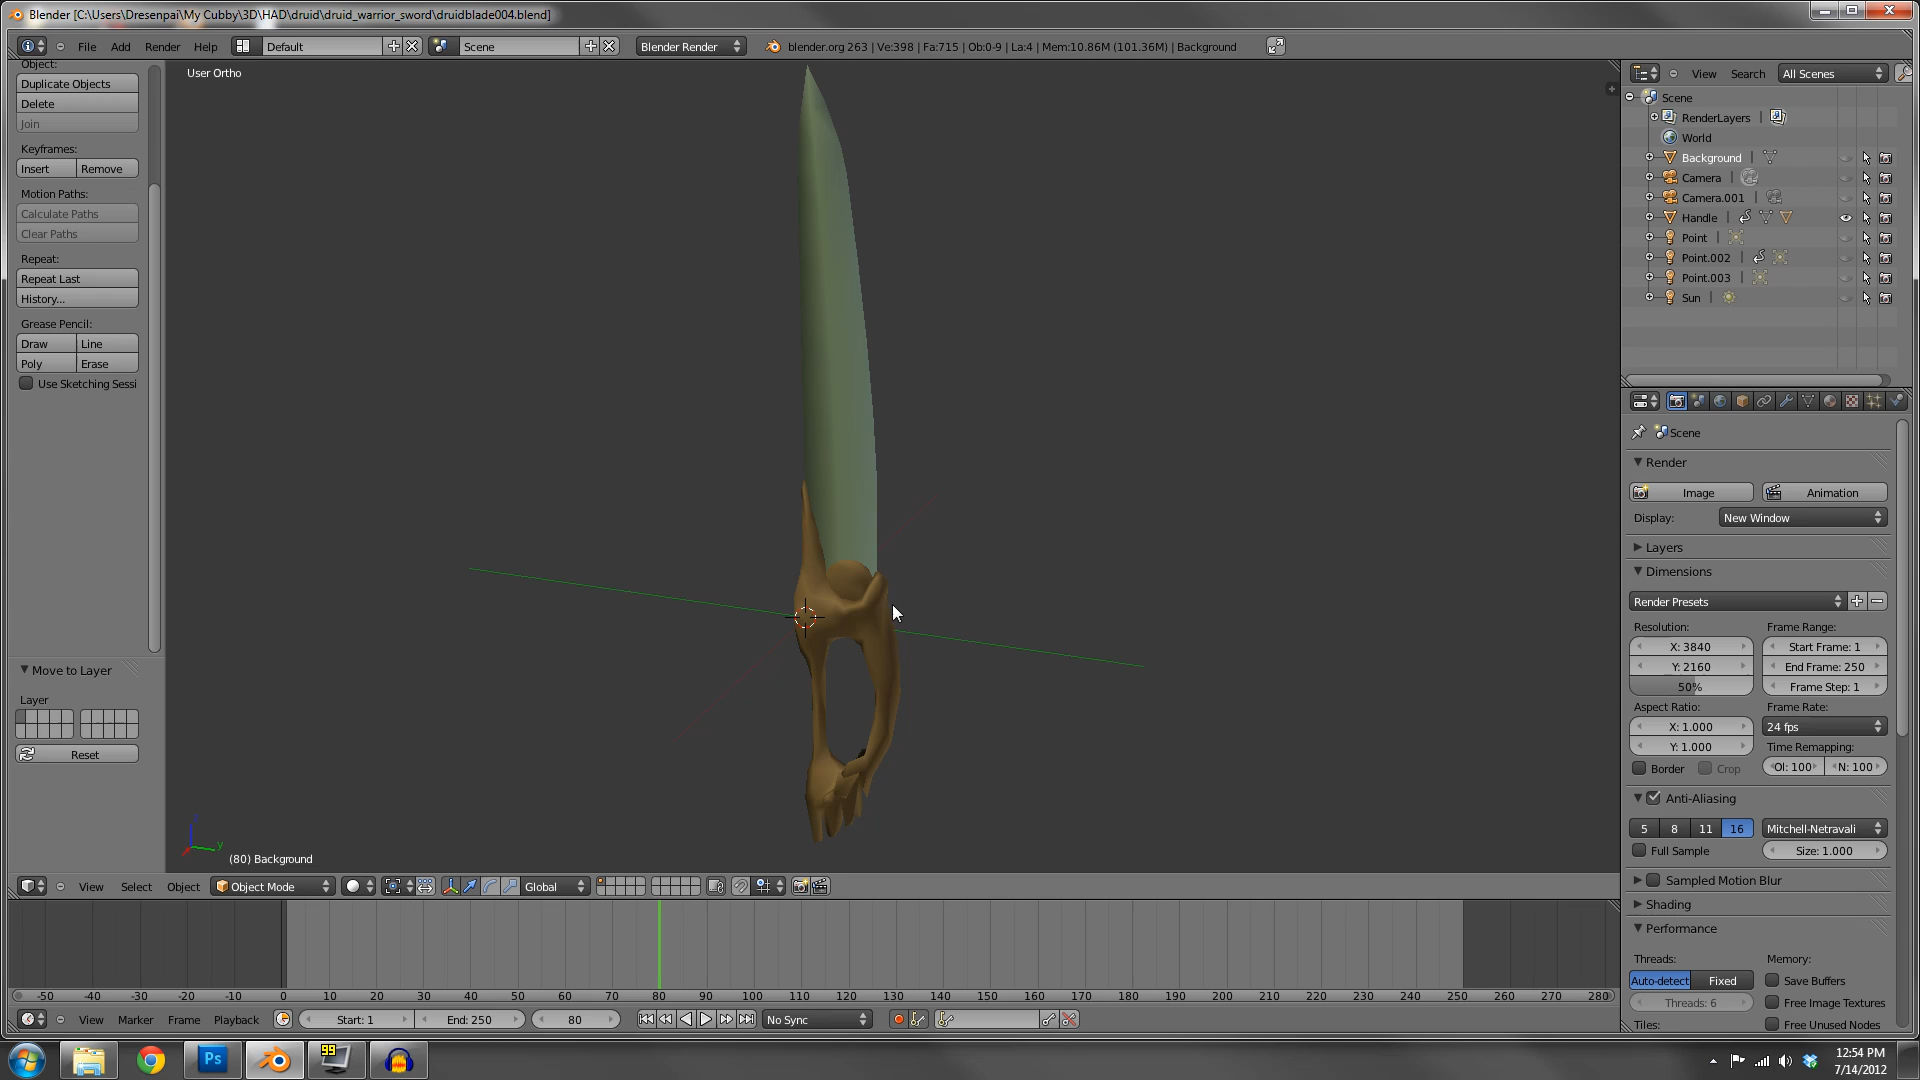 Blender [C:\Users\Dresenpai\My Cubby\3D\HAD\druid\druid_warrior_sword\druidblade004.blend]
File Add Render Help Default Scene Blender Render blender.org 263 | Ve:398 | Fa:715 | Ob:0-9 | La:4 | Mem:10.86M (101.36M) | Background
Object:
Duplicate Objects
Delete
Join
Keyframes:
Insert Remove
Motion Paths:
Calculate Paths
Clear Paths
Repeat:
Repeat Last
History...
Grease Pencil:
Draw Line
Poly Erase
Use Sketching Sessi
Move to Layer
Layer
Reset
User Ortho
z
y
(80) Background
View Select Object Object Mode Global
View Search All Scenes
Scene
RenderLayers |
World
Background |
Camera |
Camera.001 |
Handle |
Point |
Point.002 |
Point.003 |
Sun |
Scene
Render
Image Animation
Display: New Window
Layers
Dimensions
Render Presets
Resolution: Frame Range:
X: 3840 Start Frame: 1
Y: 2160 End Frame: 250
50% Frame Step: 1
Aspect Ratio: Frame Rate:
X: 1.000 24 fps
Y: 1.000 Time Remapping:
Border Crop Ol: 100 N: 100
Anti-Aliasing
5 8 11 16 Mitchell-Netravali
Full Sample Size: 1.000
Sampled Motion Blur
Shading
Performance
Threads: Memory:
Auto-detect Fixed Save Buffers
Threads: 6 Free Image Textures
Tiles: Free Unused Nodes
-50 -40 -30 -20 -10 0 10 20 30 40 50 60 70 80 90 100 110 120 130 140 150 160 170 180 190 200 210 220 230 240 250 260 270 280
View Marker Frame Playback Start: 1 End: 250 80 No Sync
Ps
99
12:54 PM
7/14/2012